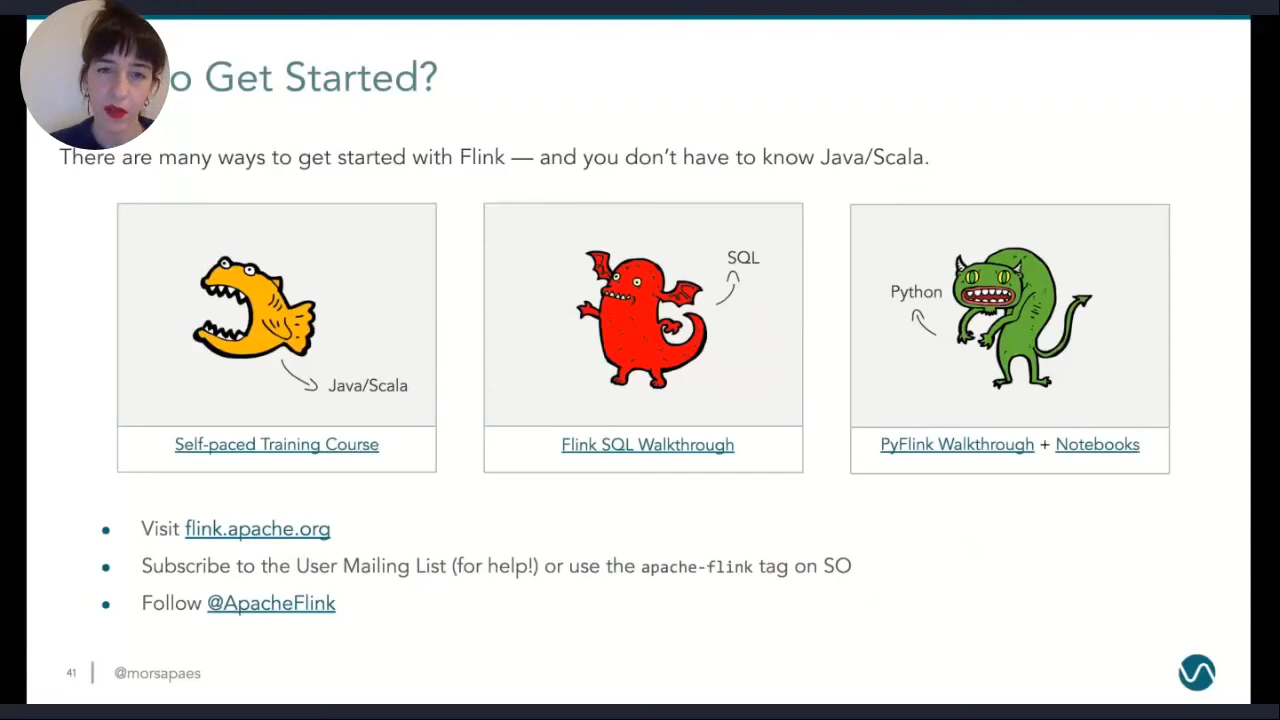 o Get Started?
There are many ways to get started with Flink — and you don't have to know Java/Scala.
SQL
Python
Java/Scala
Self-paced Training Course
Flink SQL Walkthrough
PyFlink Walkthrough + Notebooks
• Visit flink.apache.org
• Subscribe to the User Mailing List (for help!) or use the apache-flink tag on SO
• Follow @ApacheFlink
41 | @morsapaes